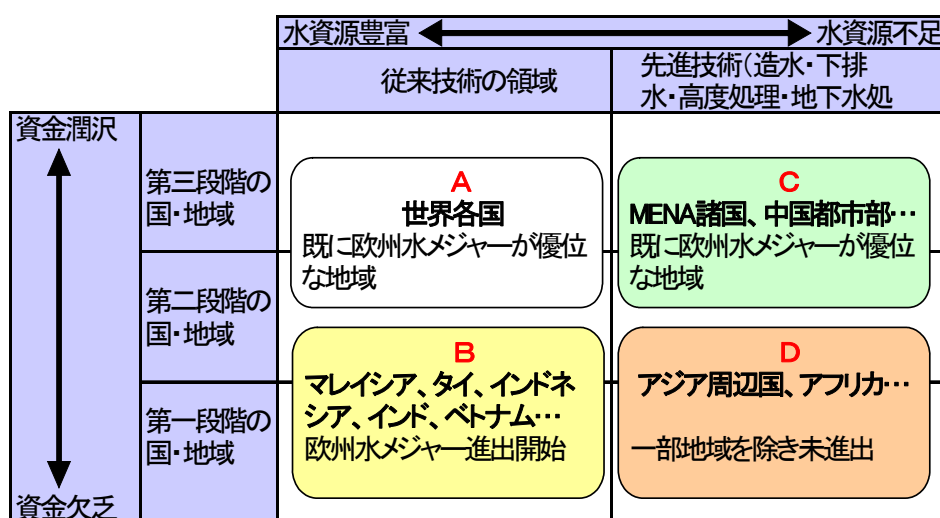 水資源豊富
水資源不足
従来技術の領域
先進技術(造水・下排
水・高度処理・地下水処
資金潤沢
第三段階の
国・地域
第二段階の
国・地域
第一段階の
国・地域
資金欠乏
A
世界各国
既に欧州水メジャーが優位
な地域
C
MENA諸国、中国都市部…
既に欧州水メジャーが優位
な地域
B
マレイシア、タイ、インドネ
シア、インド、ベトナム…
欧州水メジャー進出開始
D
アジア周辺国、アフリカ…
一部地域を除き未進出